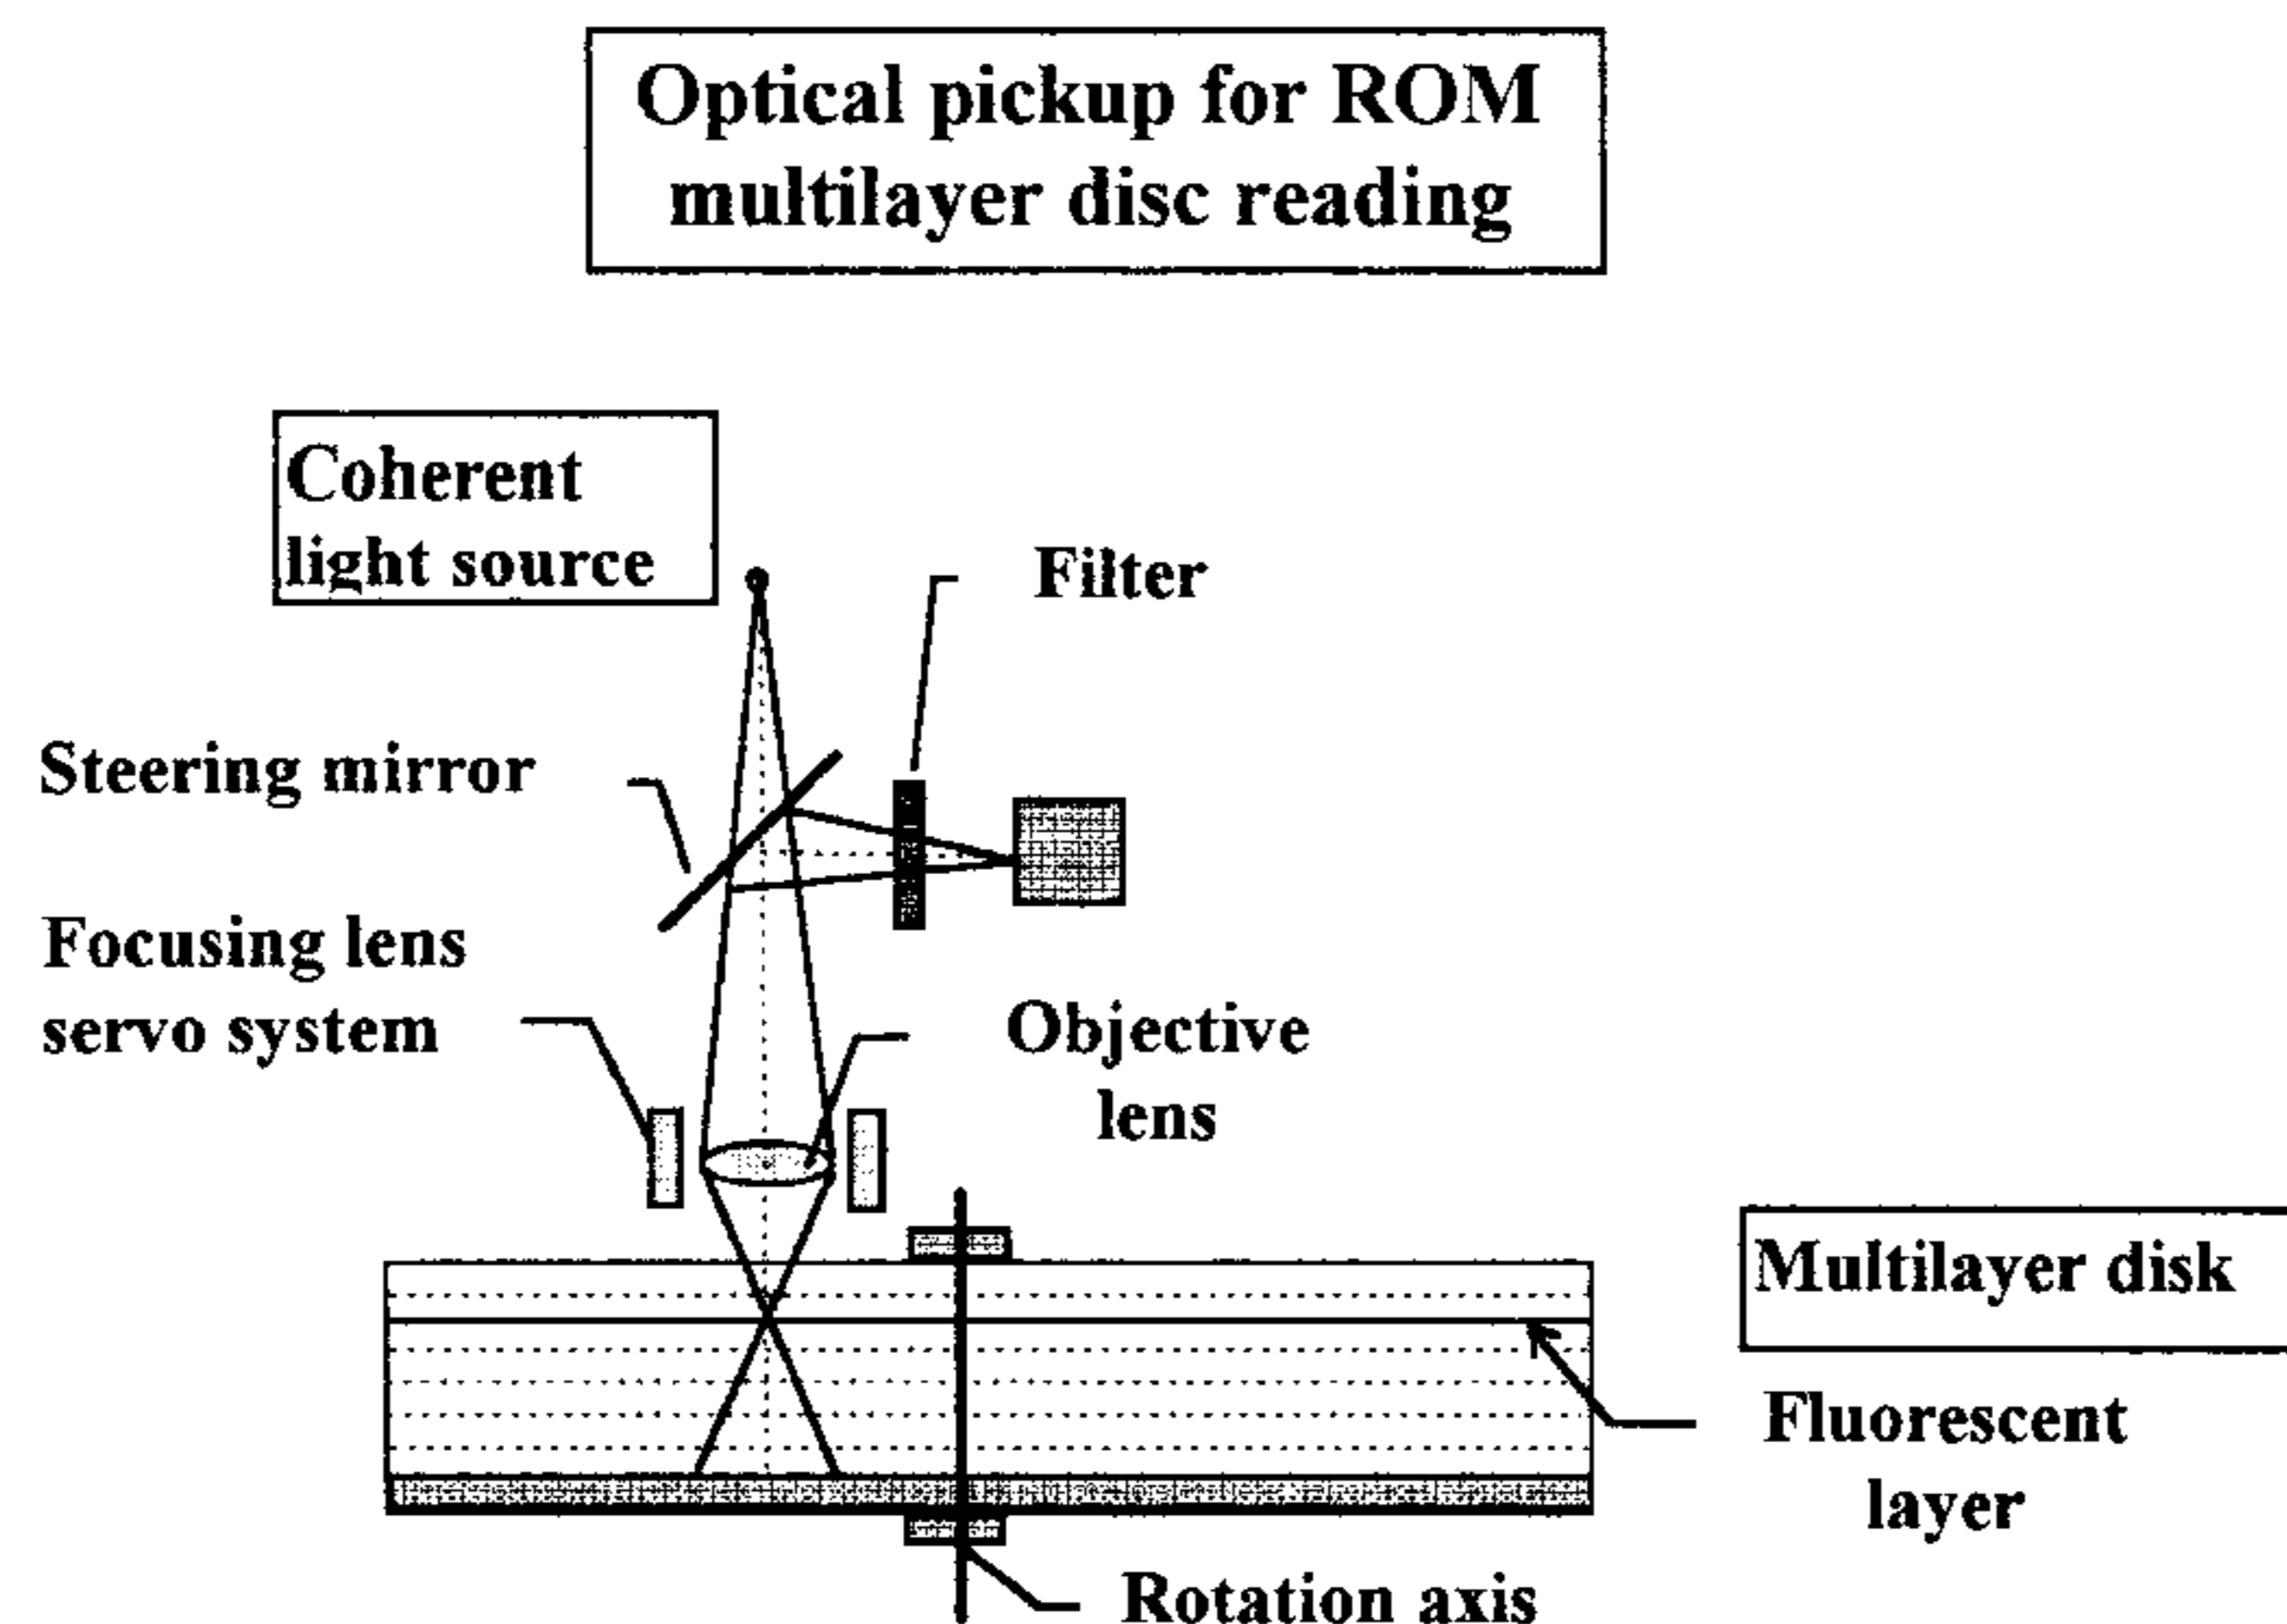 Optical pickup for ROM
multilayer disc reading
Coherent
light source
Filter
Steering mirror
Focusing lens
servo system
Objective
lens
Multilayer disk
Fluorescent
layer
Rotation axis